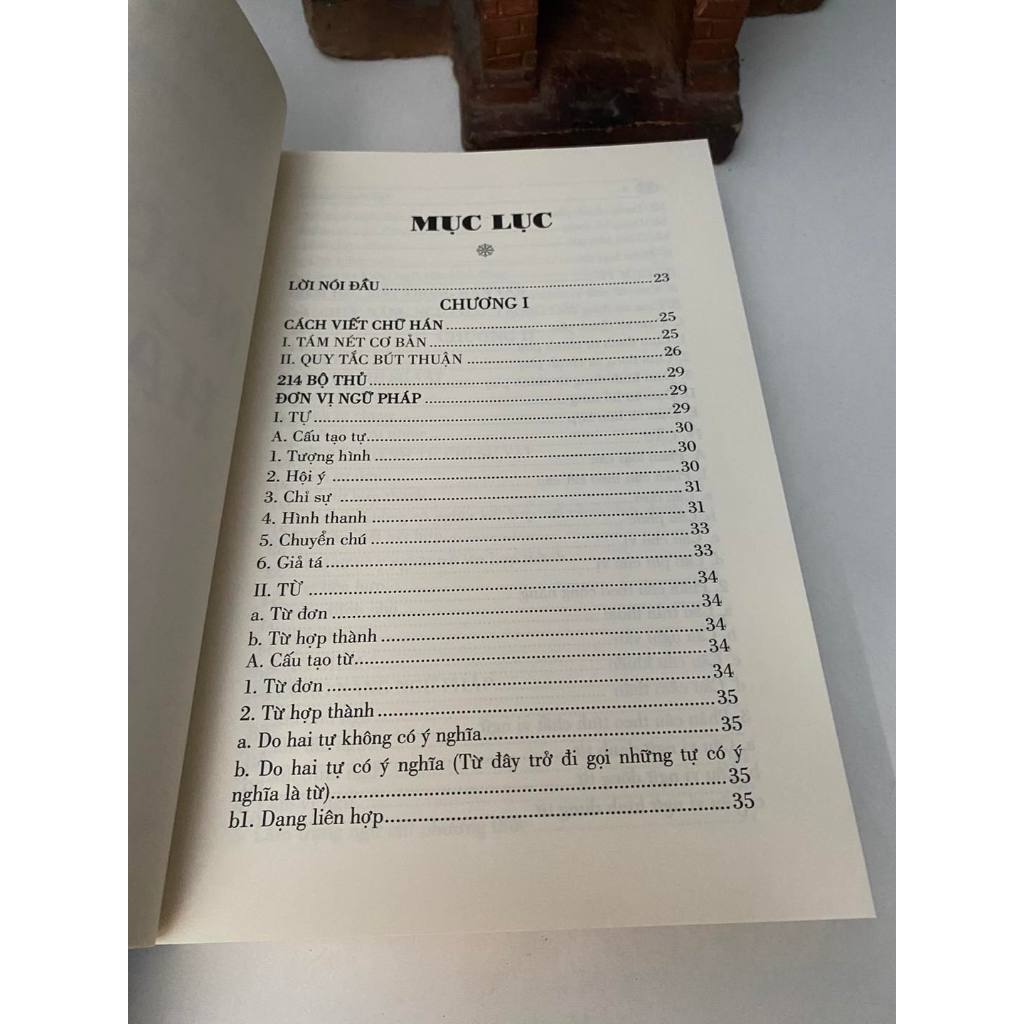 MỤC LỤC
LỜI NÓI ĐẦU....................23
CHƯƠNG I
CÁCH VIẾT CHỮ HÁN....................25
I. TÁM NÉT CƠ BẢN....................25
II. QUY TẮC BÚT THUẬN....................26
214 BỘ THỦ....................29
ĐƠN VỊ NGỮ PHÁP....................29
I. TỰ....................29
A. Cấu tạo tự....................30
1. Tượng hình....................30
2. Hội ý....................30
3. Chỉ sự....................31
4. Hình thanh....................31
5. Chuyển chú....................33
6. Giả tá....................33
II. TỪ....................34
a. Từ đơn....................34
b. Từ hợp thành....................34
A. Cấu tạo từ....................34
1. Từ đơn....................34
2. Từ hợp thành....................35
a. Do hai tự không có ý nghĩa....................35
b. Do hai tự có ý nghĩa (Từ đây trở đi gọi những tự có ý
nghĩa là từ)....................35
b1. Dạng liên hợp....................35